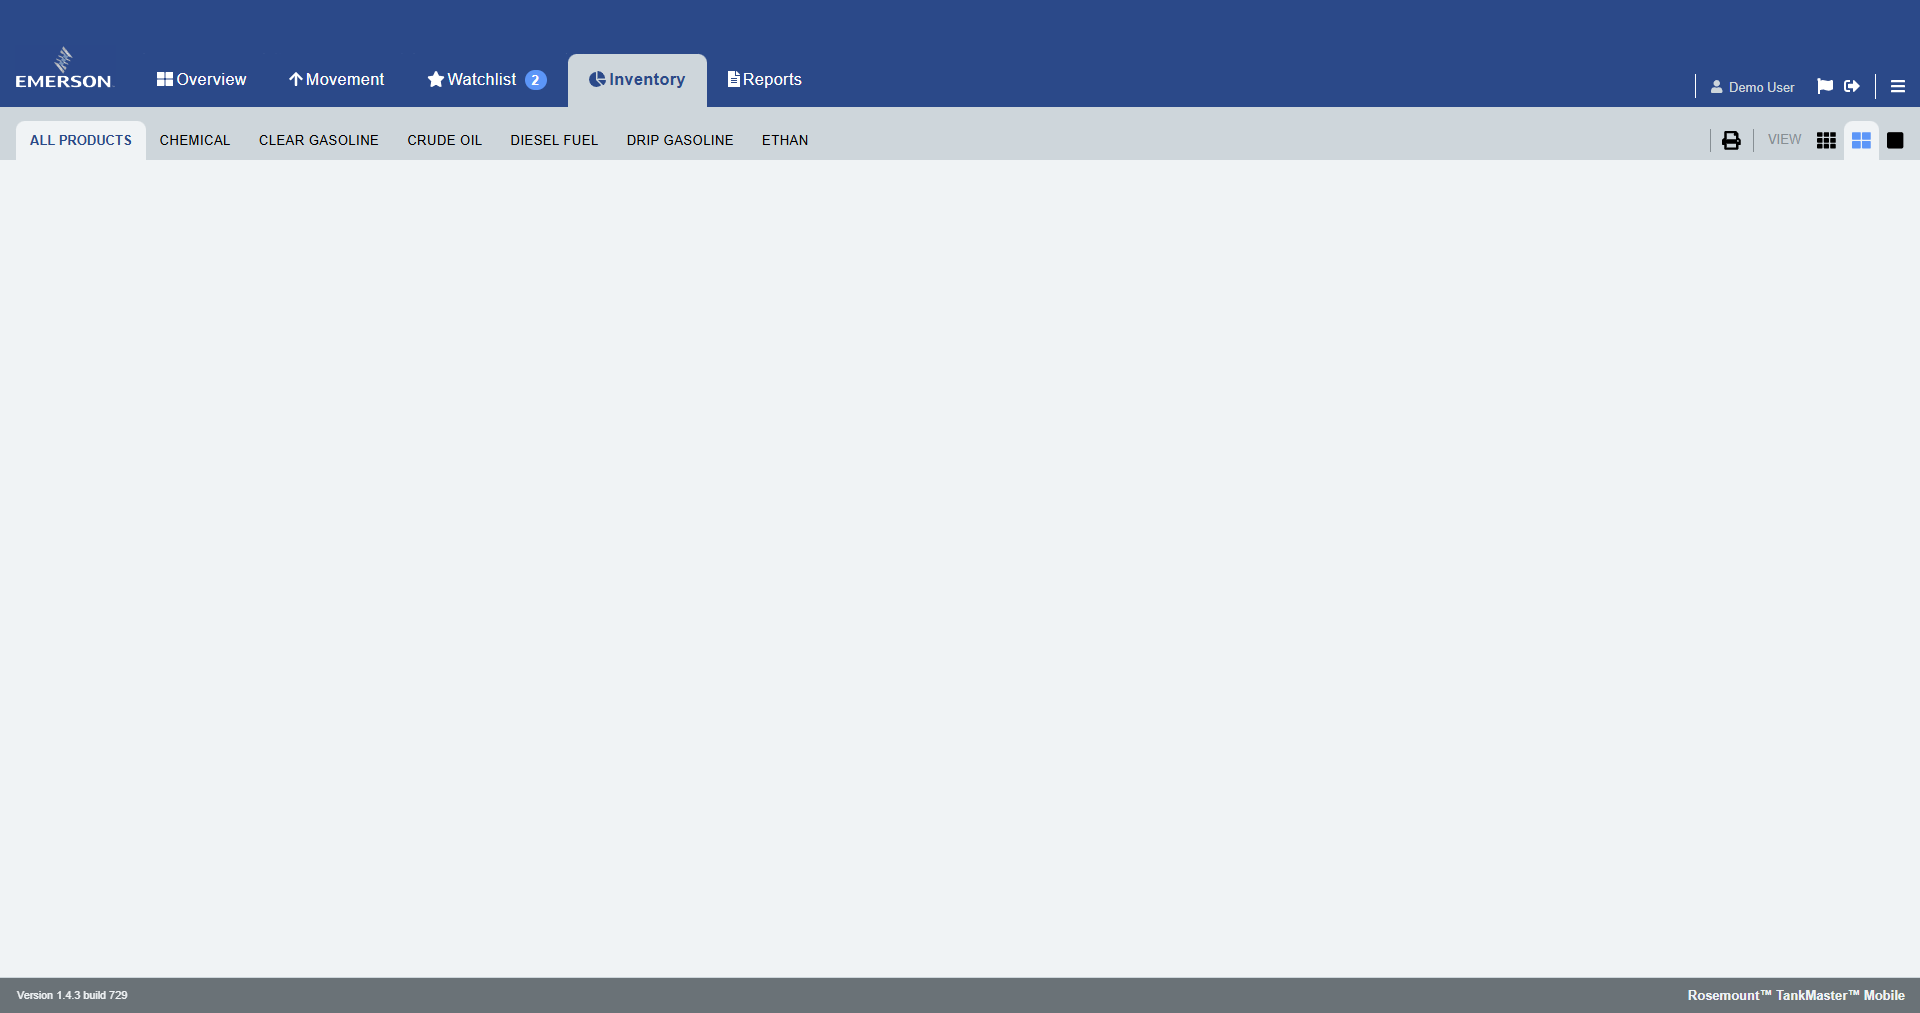 EMERSON
Overview
Movement
Watchlist 2
Inventory
Reports
Demo User
ALL PRODUCTS
CHEMICAL
CLEAR GASOLINE
CRUDE OIL
DIESEL FUEL
DRIP GASOLINE
ETHAN
VIEW
Version 1.4.3 build 729
Rosemount™ TankMaster™ Mobile